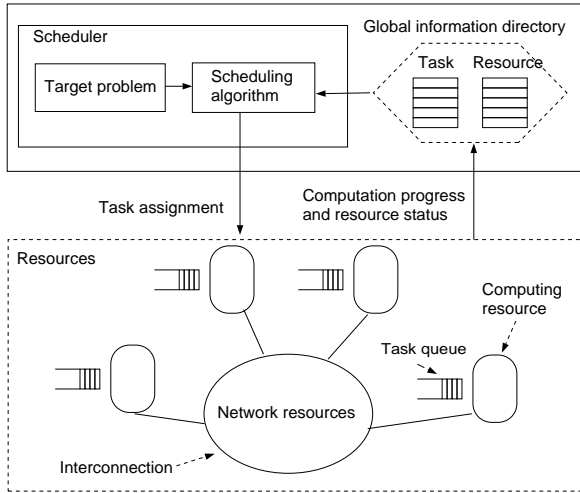 Scheduler
Global information directory
Target problem
Scheduling
algorithm
Task
Resource
Task assignment
Computation progress
and resource status
Resources
Computing
resource
Task queue
Network resources
Interconnection